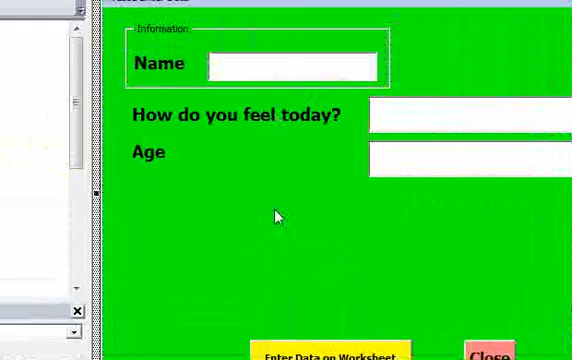 Information
Name
How do you feel today?
Age
Enter Data on Worksheet
Close